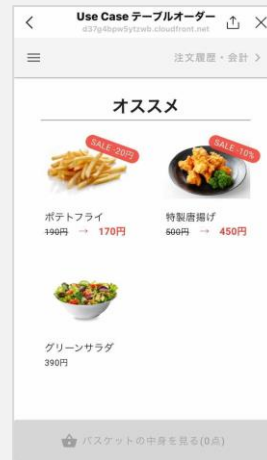 Use Case テーブルオーダー
d37g4bpw5ytzwb.cloudfront.net
注文履歴・会計
オススメ
SALE -20円
SALE -10%
ポテトフライ
190円 → 170円
特製唐揚げ
500円 → 450円
グリーンサラダ
390円
バスケットの中身を見る(0点)